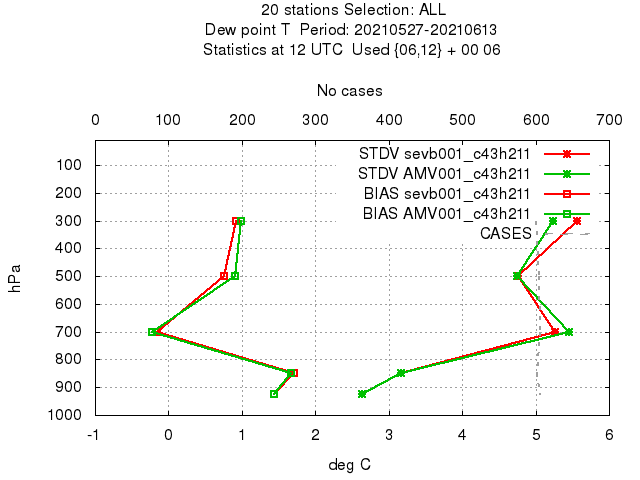 20 stations Selection: ALL
Dew point T  Period: 20210527-20210613
Statistics at 12 UTC  Used {06,12} + 00 06
No cases
0 100 200 300 400 500 600 700
STDV sevb001_c43h211
STDV AMV001_c43h211
BIAS sevb001_c43h211
BIAS AMV001_c43h211
CASES
100
200
300
400
500
600
700
800
900
1000
hPa
-1 0 1 2 3 4 5 6
deg C